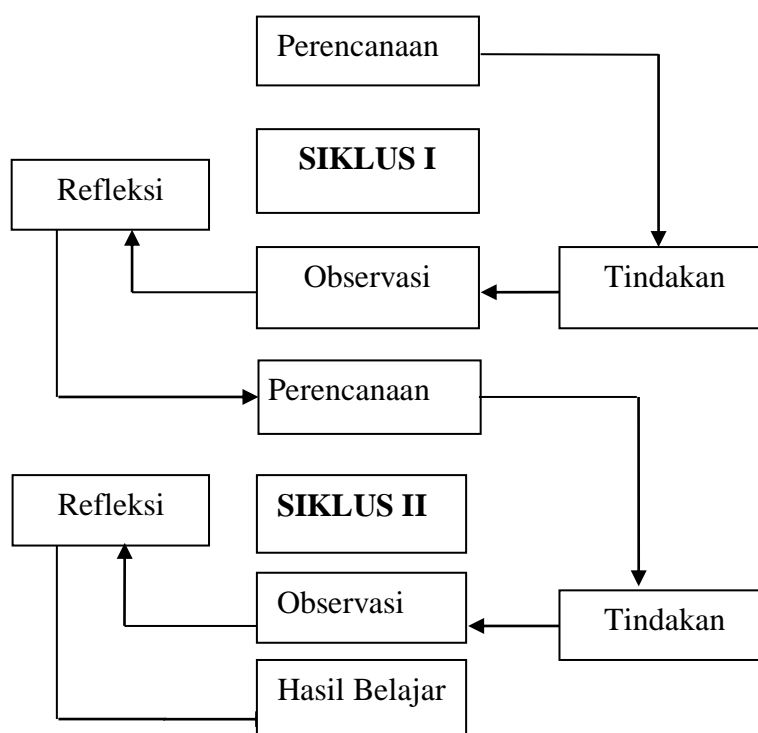 Perencanaan
SIKLUS I
Refleksi
Observasi
Tindakan
Perencanaan
Refleksi
SIKLUS II
Observasi
Tindakan
Hasil Belajar